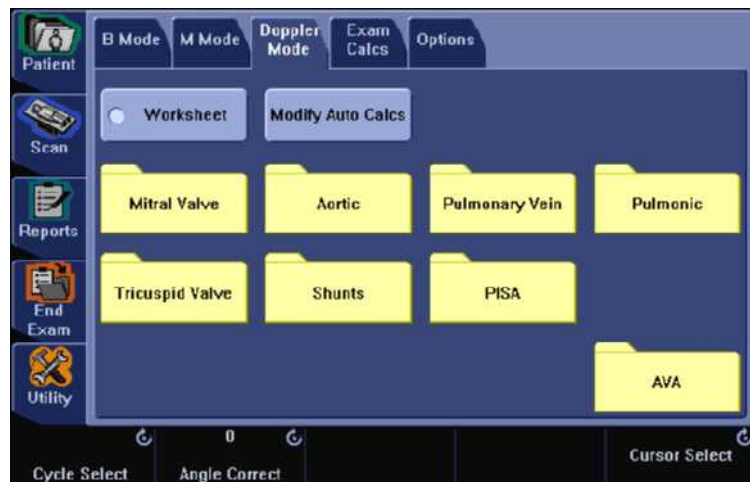 Patient
Scan
Reports
End
Exam
Utility
B Mode
M Mode
Doppler
Mode
Exam
Calcs
Options
Worksheet
Modify Auto Calcs
Mitral Valve
Aortic
Pulmonary Vein
Pulmonic
Tricuspid Valve
Shunts
PISA
AVA
Cycle Select
0
Angle Correct
Cursor Select